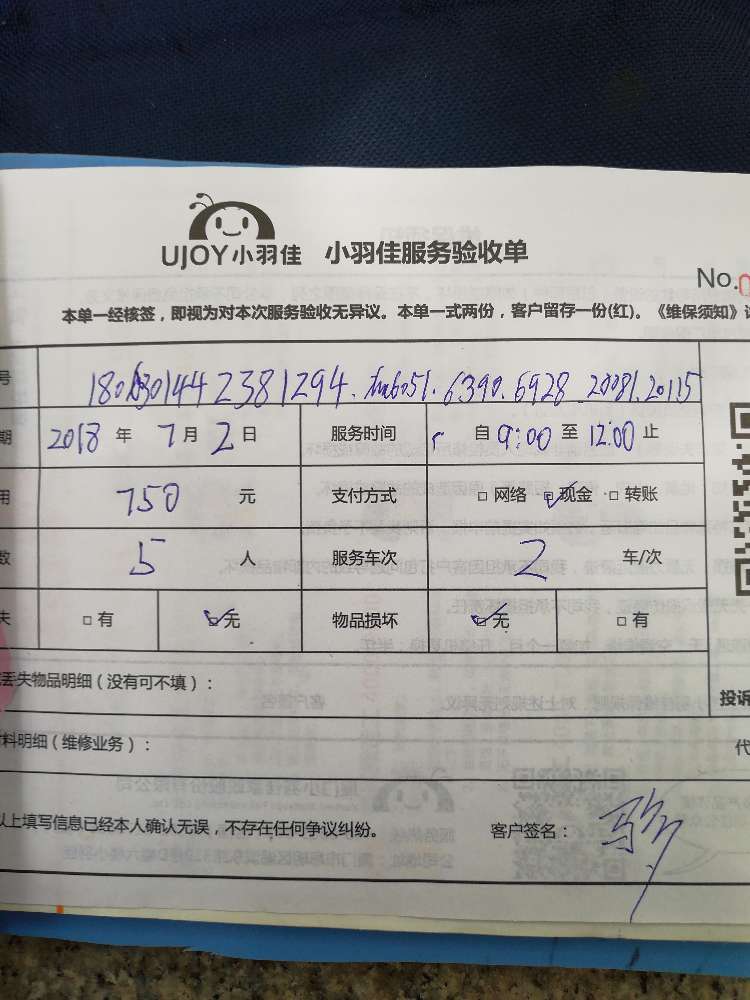 UJOY小羽佳 小羽佳服务验收单
No.0
本单一经核签，即视为对本次服务验收无异议。本单一式两份，客户留存一份(红)。《维保须知》
号 2381294. 6051. 6390. 6928 20081.20115
期 2018 年 7 月 2 日 服务时间 自 9:00 至 12:00 止
用 750 元 支付方式 □ 网络 ☑ 现金 □ 转账
数 5 人 服务车次 2 车/次
失 □ 有 ☑ 无 物品损坏 ☑ 无 □ 有
丢失物品明细（没有可不填）：
投诉
料明细（维修业务）：
代
以上填写信息已经本人确认无误，不存在任何争议纠纷。 客户签名：